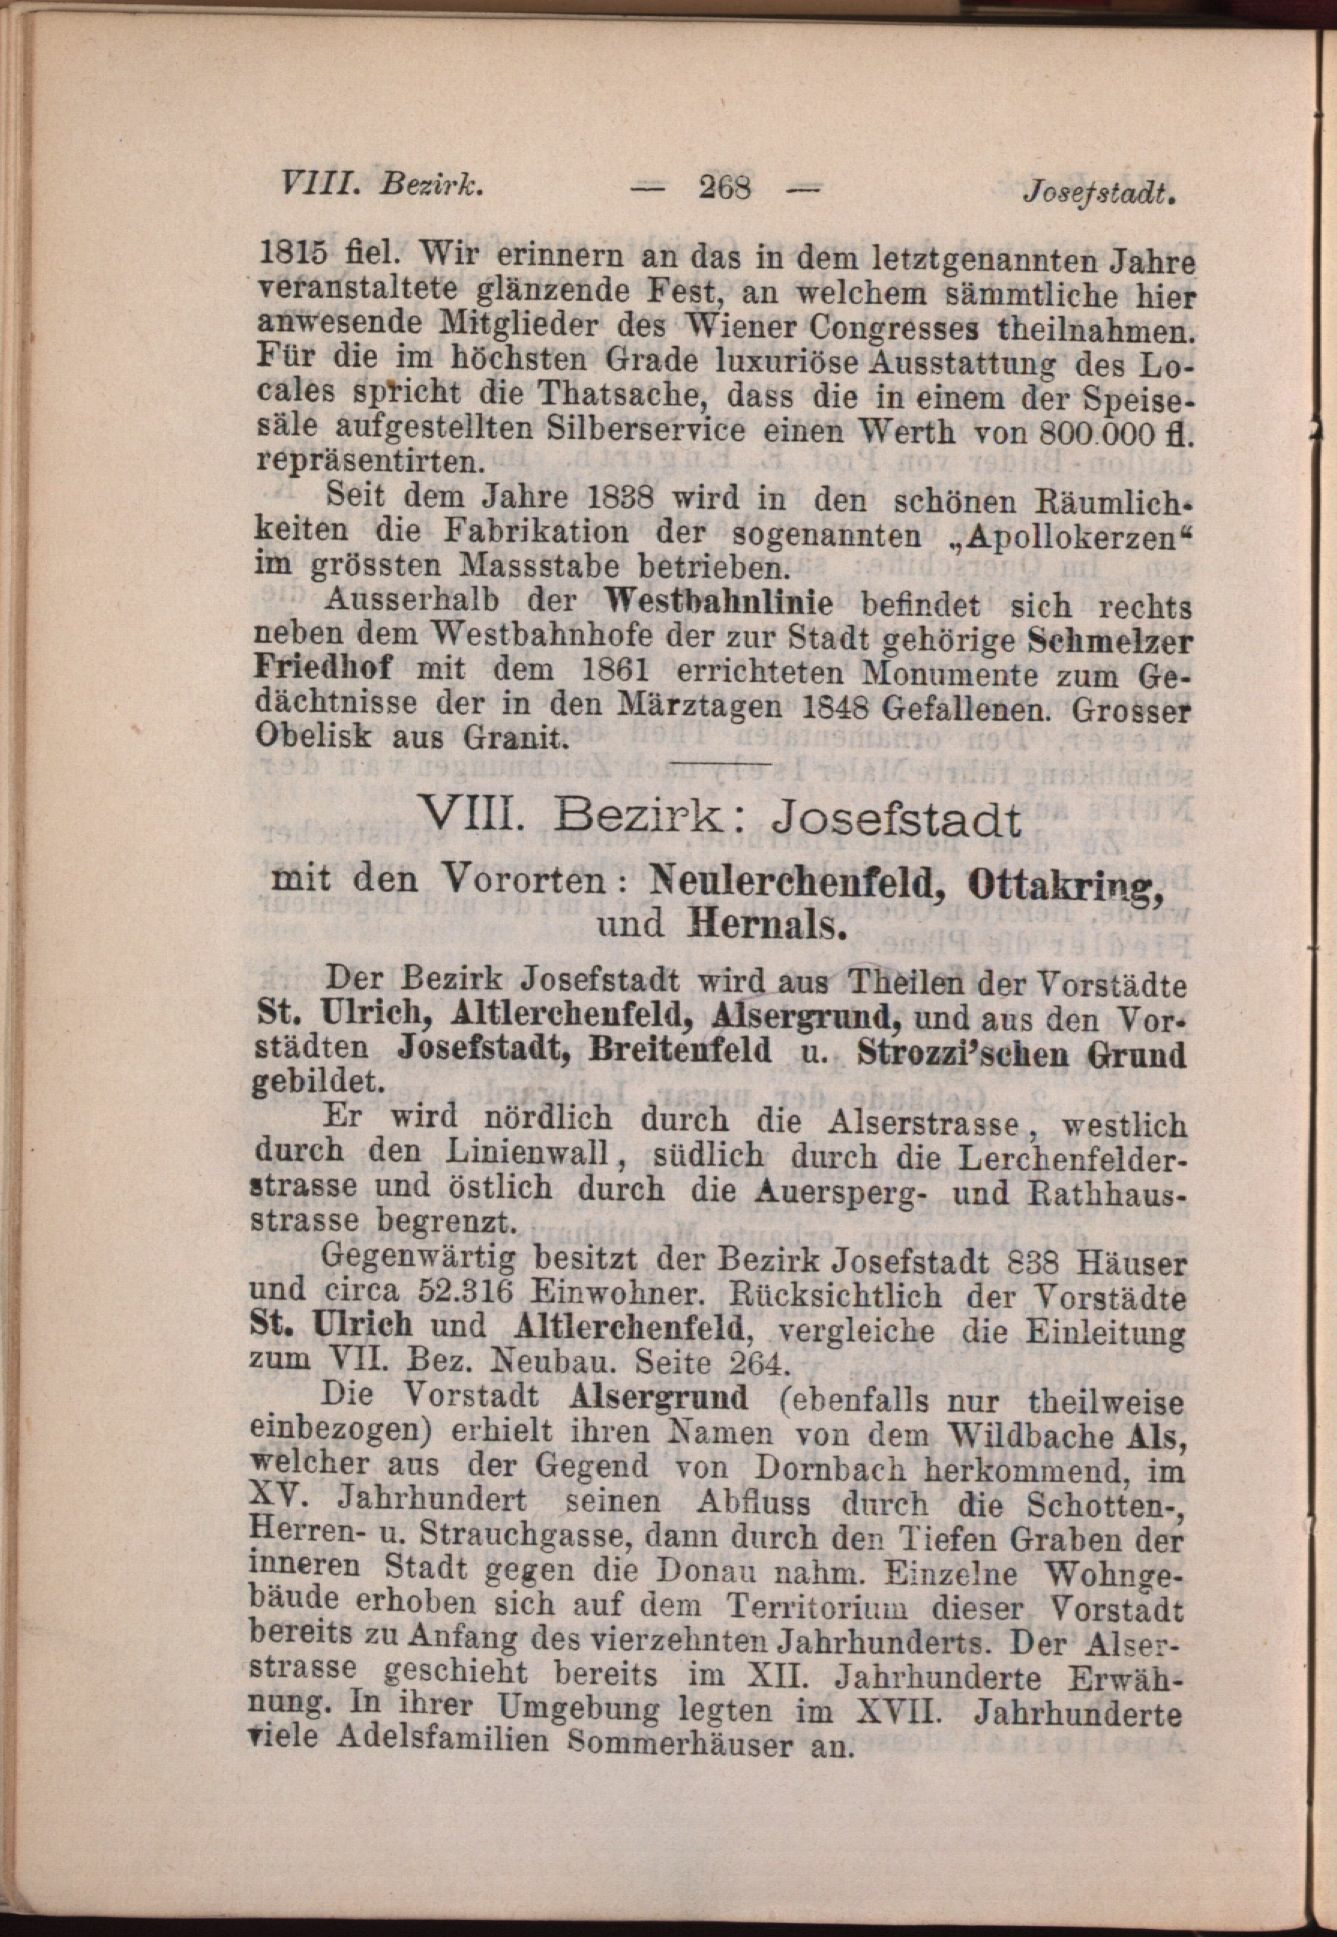 VIII. Bezirk. — 268 — Josefstadt.
1815 fiel. Wir erinnern an das in dem letztgenannten Jahre
veranstaltete glänzende Fest, an welchem sämmtliche hier
anwesende Mitglieder des Wiener Congresses theilnahmen.
Für die im höchsten Grade luxuriöse Ausstattung des Lo-
cales spricht die Thatsache, dass die in einem der Speise-
säle aufgestellten Silberservice einen Werth von 800.000 fl.
repräsentirten.
Seit dem Jahre 1838 wird in den schönen Räumlich-
keiten die Fabrikation der sogenannten „Apollokerzen“
im grössten Massstabe betrieben.
Ausserhalb der Westbahnlinie befindet sich rechts
neben dem Westbahnhofe der zur Stadt gehörige Schmelzer
Friedhof mit dem 1861 errichteten Monumente zum Ge-
dächtnisse der in den Märztagen 1848 Gefallenen. Grosser
Obelisk aus Granit.
VIII. Bezirk: Josefstadt
mit den Vororten: Neulerchenfeld, Ottakring,
und Hernals.
Der Bezirk Josefstadt wird aus Theilen der Vorstädte
St. Ulrich, Altlerchenfeld, Alsergrund, und aus den Vor-
städten Josefstadt, Breitenfeld u. Strozzi'schen Grund
gebildet.
Er wird nördlich durch die Alserstrasse, westlich
durch den Linienwall, südlich durch die Lerchenfelder-
strasse und östlich durch die Auersperg- und Rathhaus-
strasse begrenzt.
Gegenwärtig besitzt der Bezirk Josefstadt 838 Häuser
und circa 52.316 Einwohner. Rücksichtlich der Vorstädte
St. Ulrich und Altlerchenfeld, vergleiche die Einleitung
zum VII. Bez. Neubau. Seite 264.
Die Vorstadt Alsergrund (ebenfalls nur theilweise
einbezogen) erhielt ihren Namen von dem Wildbache Als,
welcher aus der Gegend von Dornbach herkommend, im
XV. Jahrhundert seinen Abfluss durch die Schotten-,
Herren- u. Strauchgasse, dann durch den Tiefen Graben der
inneren Stadt gegen die Donau nahm. Einzelne Wohnge-
bäude erhoben sich auf dem Territorium dieser Vorstadt
bereits zu Anfang des vierzehnten Jahrhunderts. Der Alser-
strasse geschieht bereits im XII. Jahrhunderte Erwäh-
nung. In ihrer Umgebung legten im XVII. Jahrhunderte
viele Adelsfamilien Sommerhäuser an.